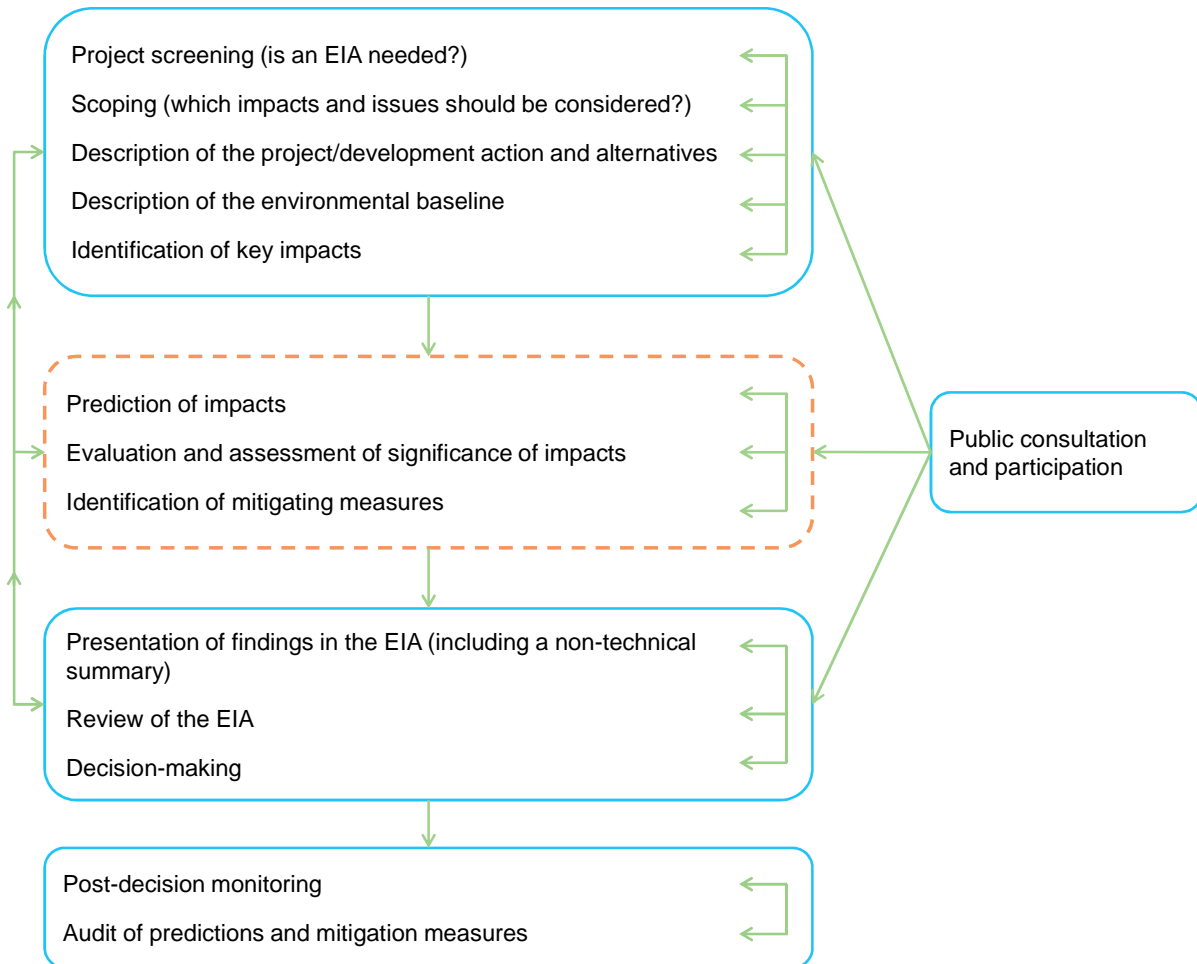 Project screening (is an EIA needed?)
Scoping (which impacts and issues should be considered?)
Description of the project/development action and alternatives
Description of the environmental baseline
Identification of key impacts
Prediction of impacts
Evaluation and assessment of significance of impacts
Identification of mitigating measures
Public consultation
and participation
Presentation of findings in the EIA (including a non-technical
summary)
Review of the EIA
Decision-making
Post-decision monitoring
Audit of predictions and mitigation measures